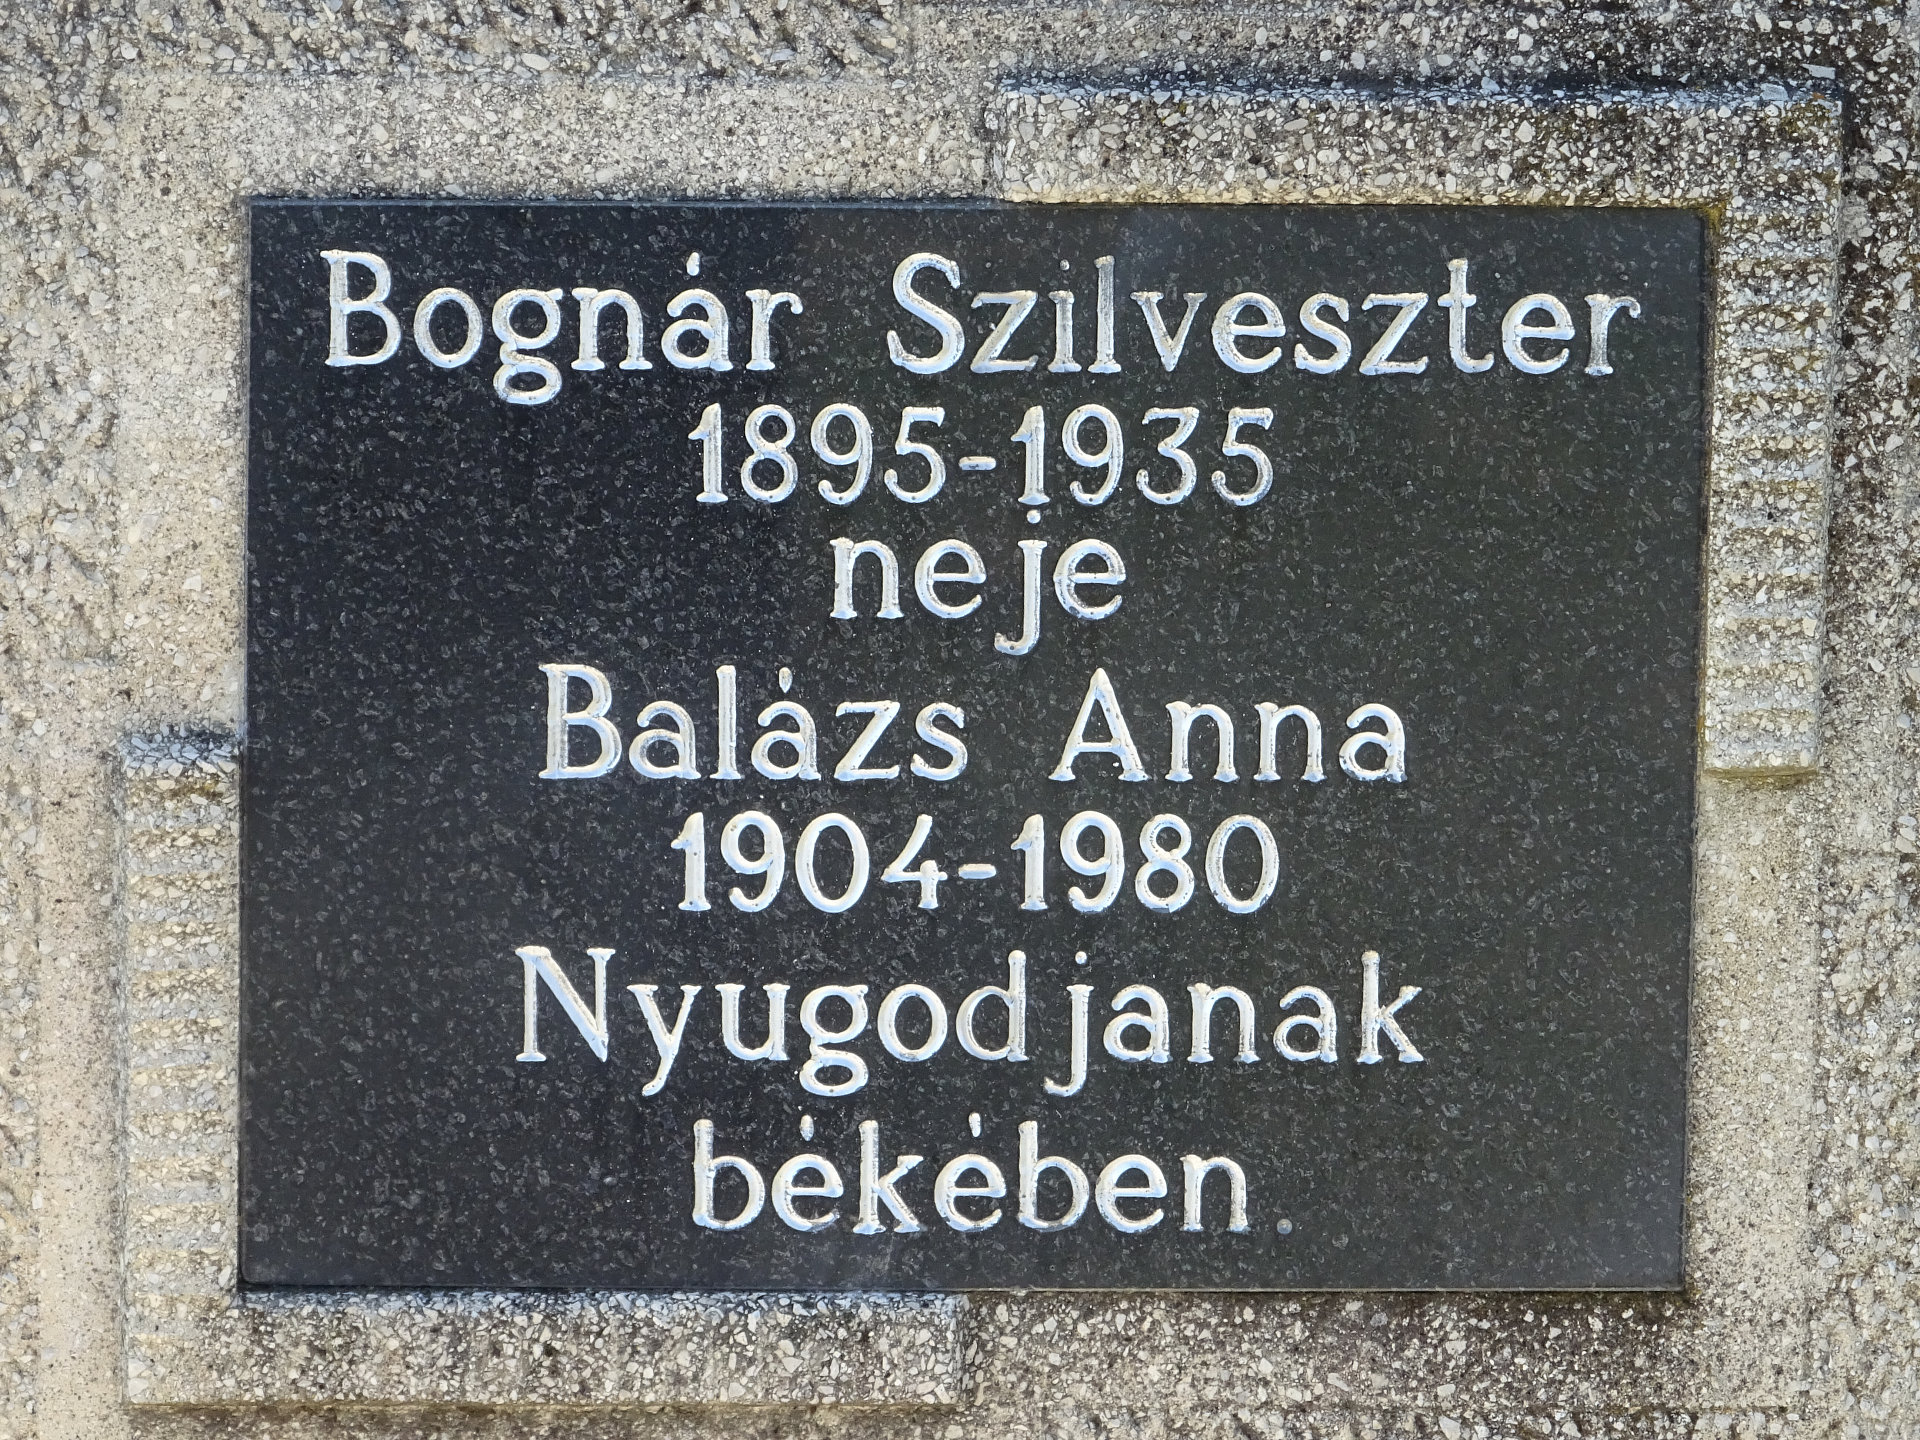 Bognár Szilveszter
1895-1935
neje
Balázs Anna
1904-1980
Nyugodjanak
békében.